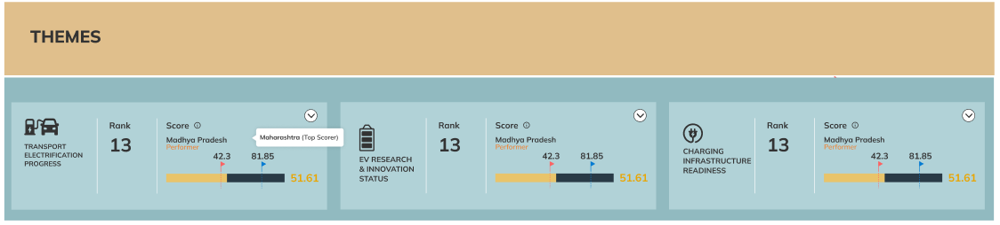 THEMES
TRANSPORT
ELECTRIFICATION
PROGRESS
Rank
13
Score
Madhya Pradesh
Performer
42.3 81.85
51.61
Maharashtra (Top Scorer)
EV RESEARCH
& INNOVATION
STATUS
Rank
13
Score
Madhya Pradesh
Performer
42.3 81.85
51.61
CHARGING
INFRASTRUCTURE
READINESS
Rank
13
Score
Madhya Pradesh
Performer
42.3 81.85
51.61